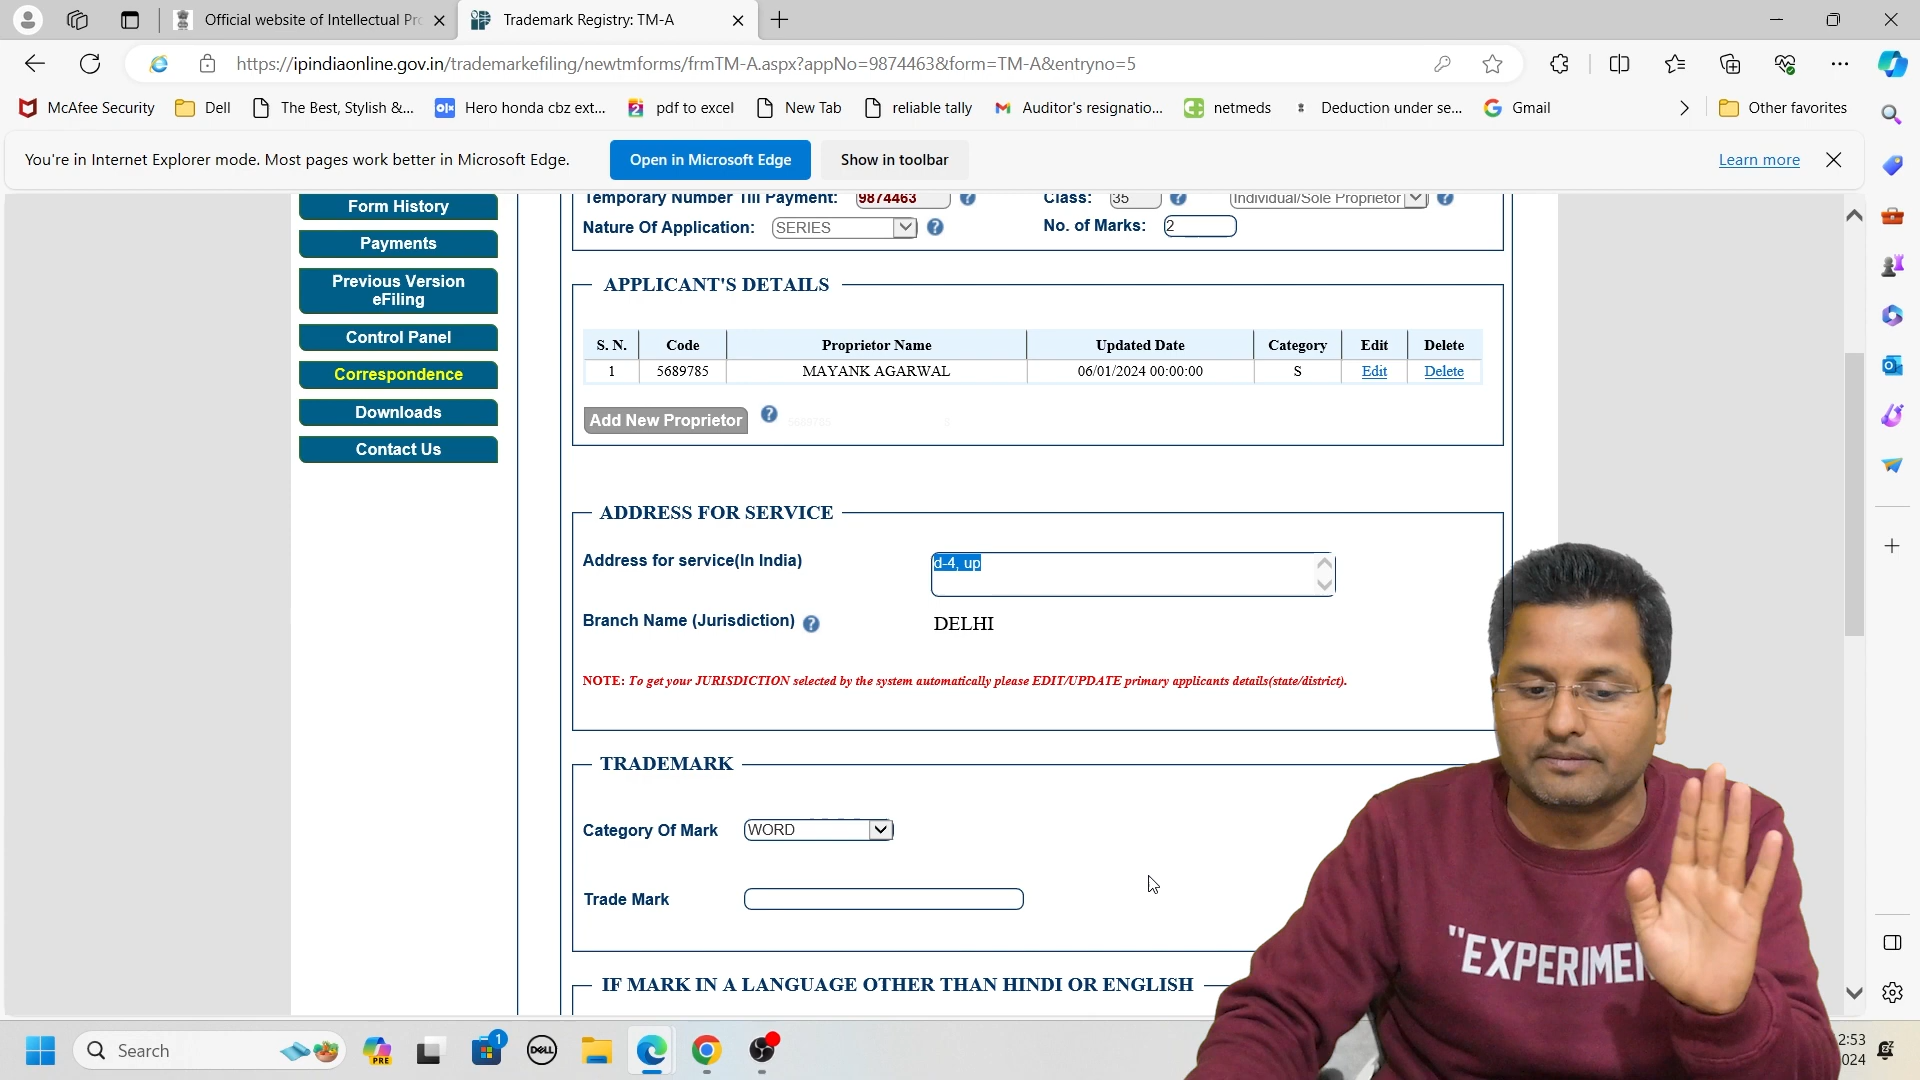 Official website of Intellectual Pro
Trademark Registry: TM-A
https://ipindiaonline.gov.in/trademarkefiling/newtmforms/frmTM-A.aspx?appNo=9874463&form=TM-A&entryno=5
McAfee Security
Dell
The Best, Stylish &...
olx
Hero honda cbz ext...
pdf to excel
New Tab
reliable tally
Auditor's resignatio...
netmeds
Deduction under se...
Gmail
Other favorites
You're in Internet Explorer mode. Most pages work better in Microsoft Edge.
Open in Microsoft Edge
Show in toolbar
Learn more
Form History
Payments
Previous Version
eFiling
Control Panel
Correspondence
Downloads
Contact Us
Temporary Number Till Payment: 9874463
Class: 35
Individual/Sole Proprietor
Nature Of Application: SERIES
No. of Marks: 2
APPLICANT'S DETAILS
S. N. Code Proprietor Name Updated Date Category Edit Delete
1 5689785 MAYANK AGARWAL 06/01/2024 00:00:00 S Edit Delete
Add New Proprietor
ADDRESS FOR SERVICE
Address for service(In India) d-4, up
Branch Name (Jurisdiction) DELHI
NOTE: To get your JURISDICTION selected by the system automatically please EDIT/UPDATE primary applicants details(state/district).
TRADEMARK
Category Of Mark WORD
Trade Mark
IF MARK IN A LANGUAGE OTHER THAN HINDI OR ENGLISH
"EXPERIME
Search
PRE
1
DELL
2:53
024